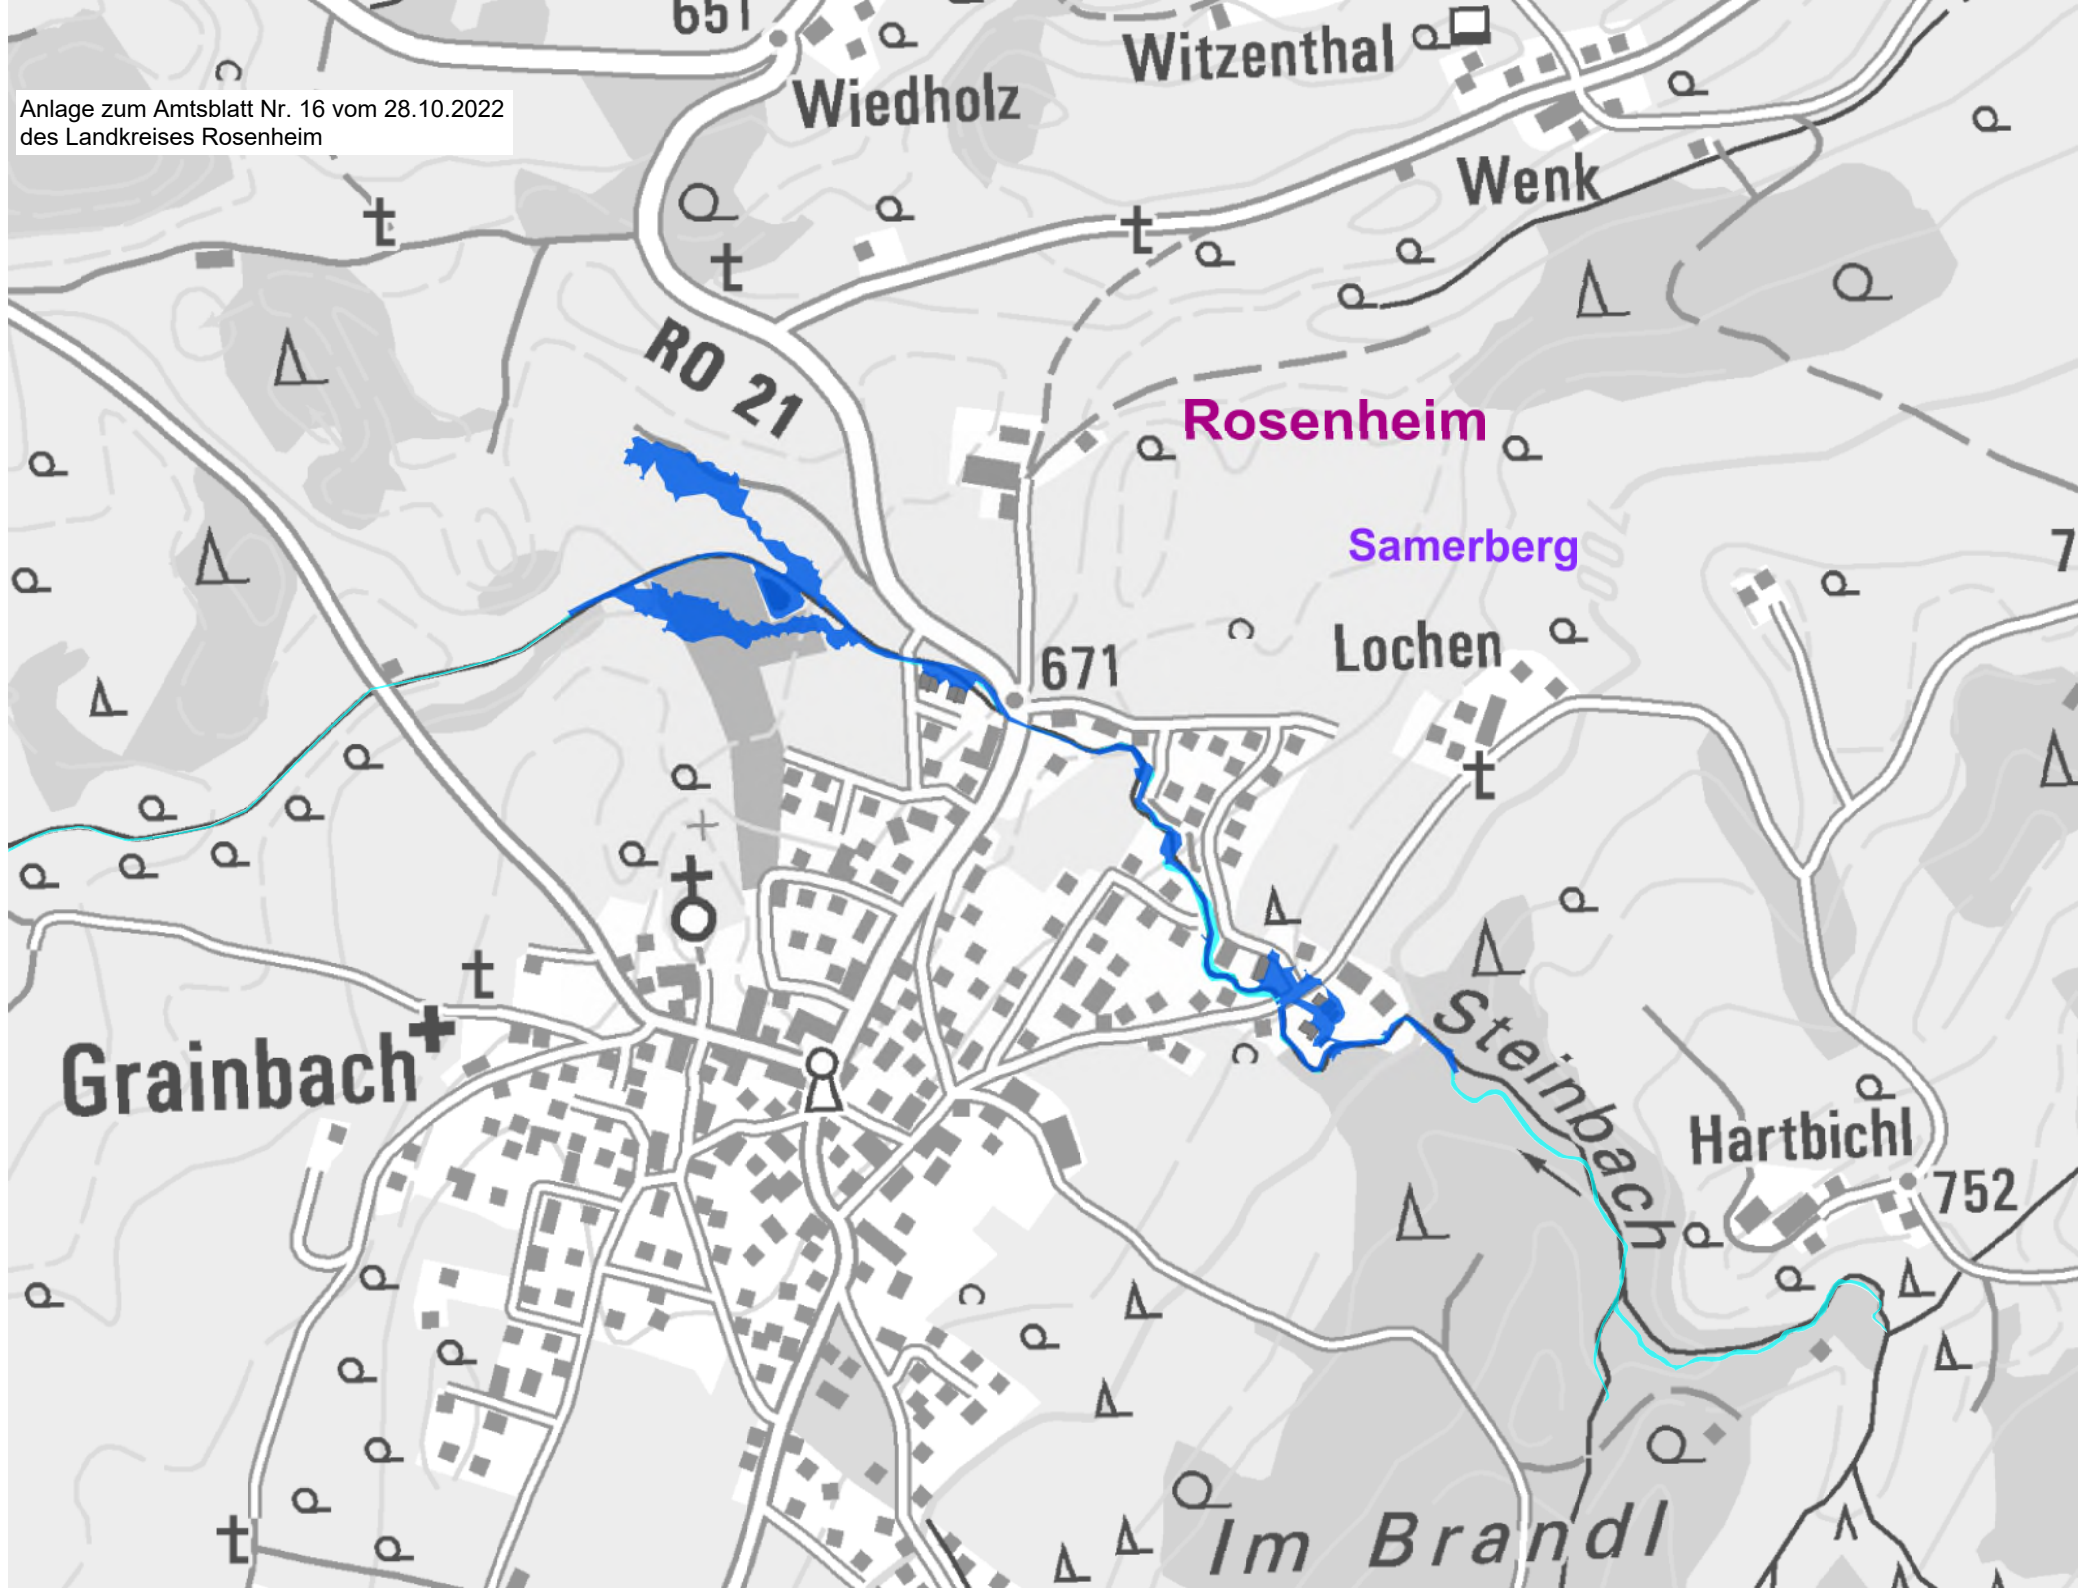 651
Witzenthal
Wiedholz
Anlage zum Amtsblatt Nr. 16 vom 28.10.2022
des Landkreises Rosenheim
Wenk
RO 21
Rosenheim
Samerberg
700
7
Lochen
671
Steinbach
Grainbach
Hartbichl
752
Im Brandl